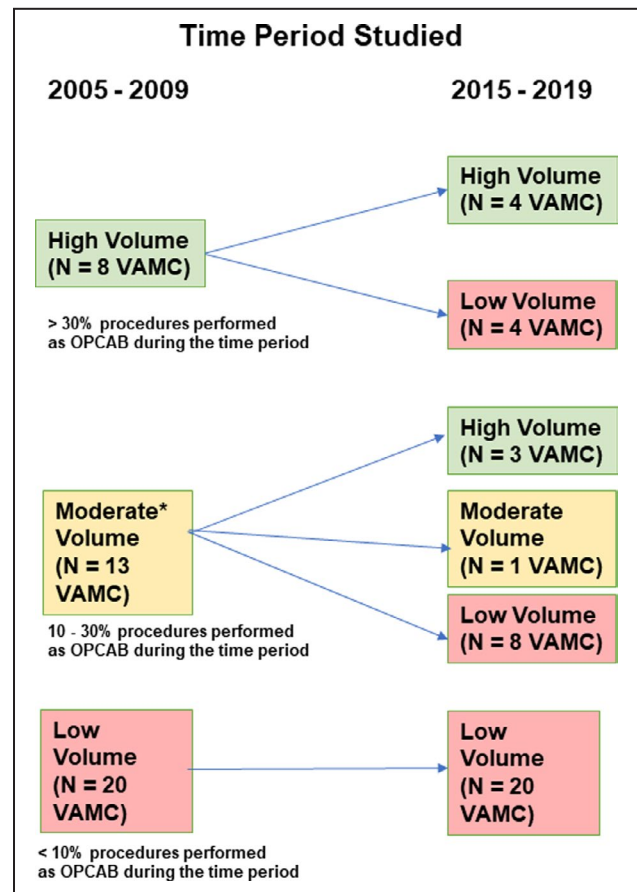 Time Period Studied
2005 - 2009
2015 - 2019
High Volume
(N = 8 VAMC)
> 30% procedures performed
as OPCAB during the time period
High Volume
(N = 4 VAMC)
Low Volume
(N = 4 VAMC)
Moderate*
Volume
(N = 13
VAMC)
10 - 30% procedures performed
as OPCAB during the time period
High Volume
(N = 3 VAMC)
Moderate
Volume
(N = 1 VAMC)
Low Volume
(N = 8 VAMC)
Low
Volume
(N = 20
VAMC)
< 10% procedures performed
as OPCAB during the time period
Low
Volume
(N = 20
VAMC)